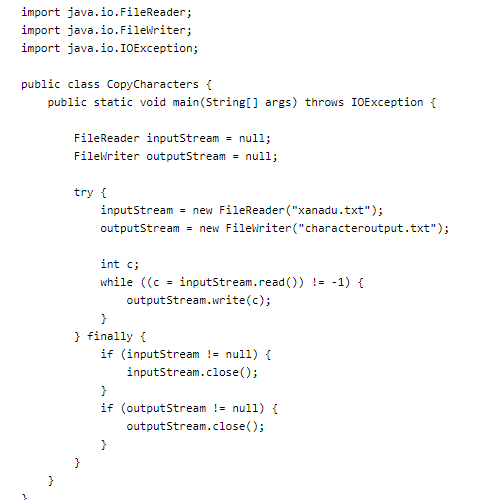 import java.io.FileReader;
import java.io.FileWriter;
import java.io.IOException;

public class CopyCharacters {
    public static void main(String[] args) throws IOException {

        FileReader inputStream = null;
        FileWriter outputStream = null;

        try {
            inputStream = new FileReader("xanadu.txt");
            outputStream = new FileWriter("characteroutput.txt");

            int c;
            while ((c = inputStream.read()) != -1) {
                outputStream.write(c);
            }
        } finally {
            if (inputStream != null) {
                inputStream.close();
            }
            if (outputStream != null) {
                outputStream.close();
            }
        }
    }
}